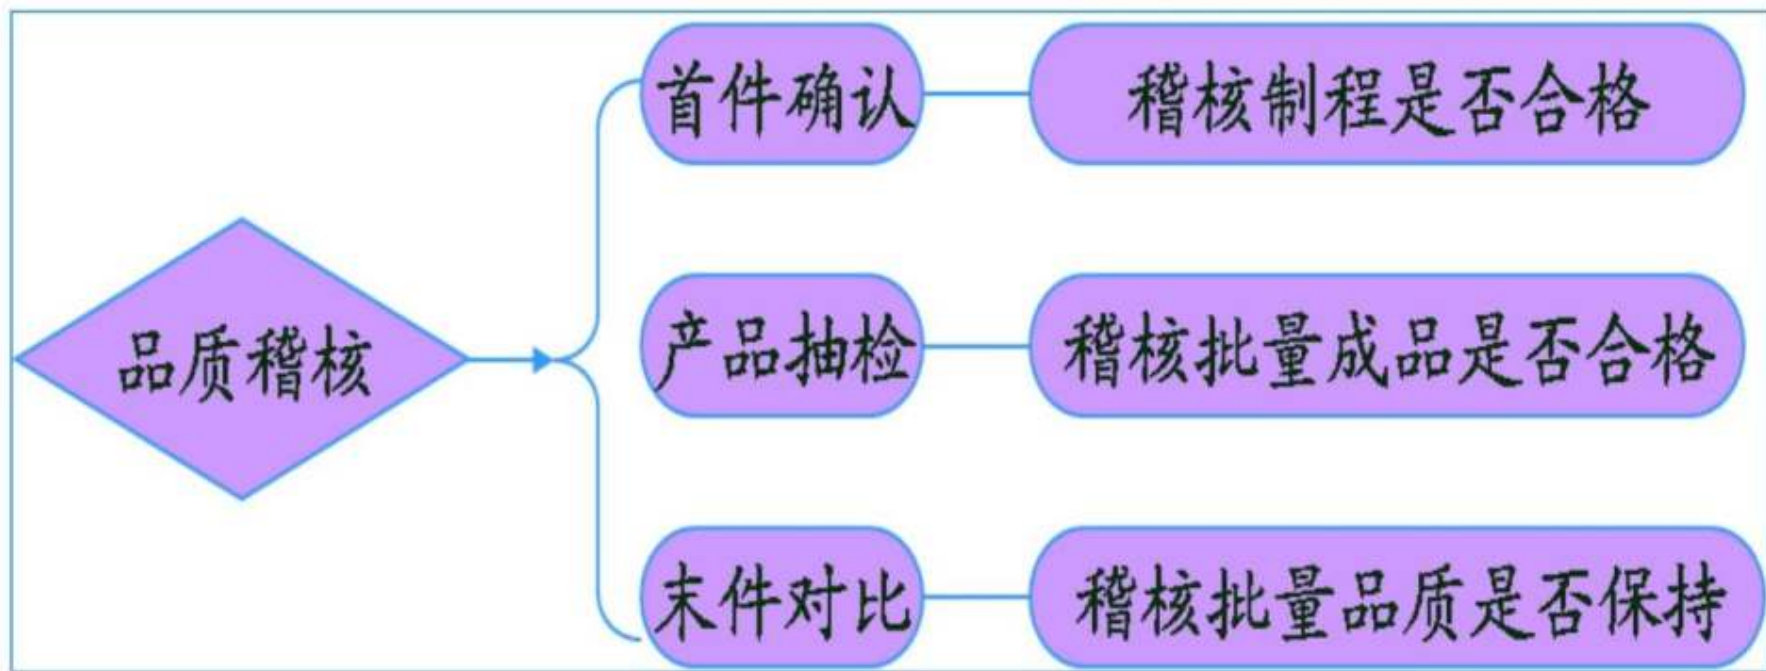 首件确认
稽核制程是否合格
品质稽核
产品抽检
稽核批量成品是否合格
末件对比
稽核批量品质是否保持